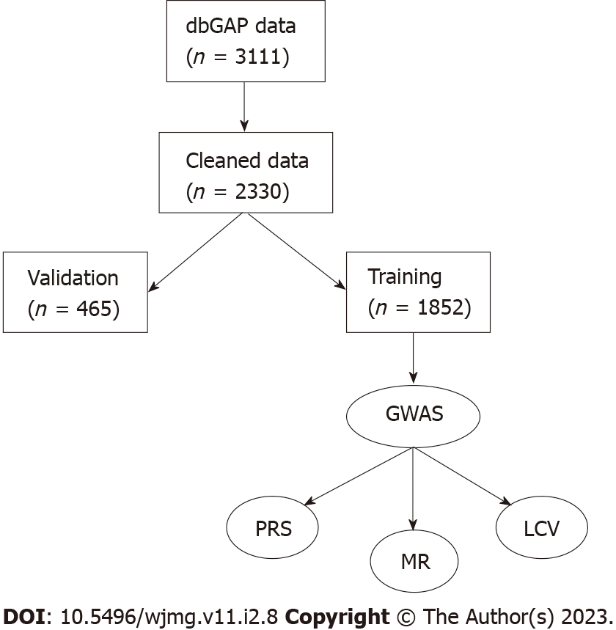 dbGAP data
(n = 3111)
Cleaned data
(n = 2330)
Validation
(n = 465)
Training
(n = 1852)
GWAS
PRS
MR
LCV
DOI: 10.5496/wjmg.v11.i2.8 Copyright © The Author(s) 2023.